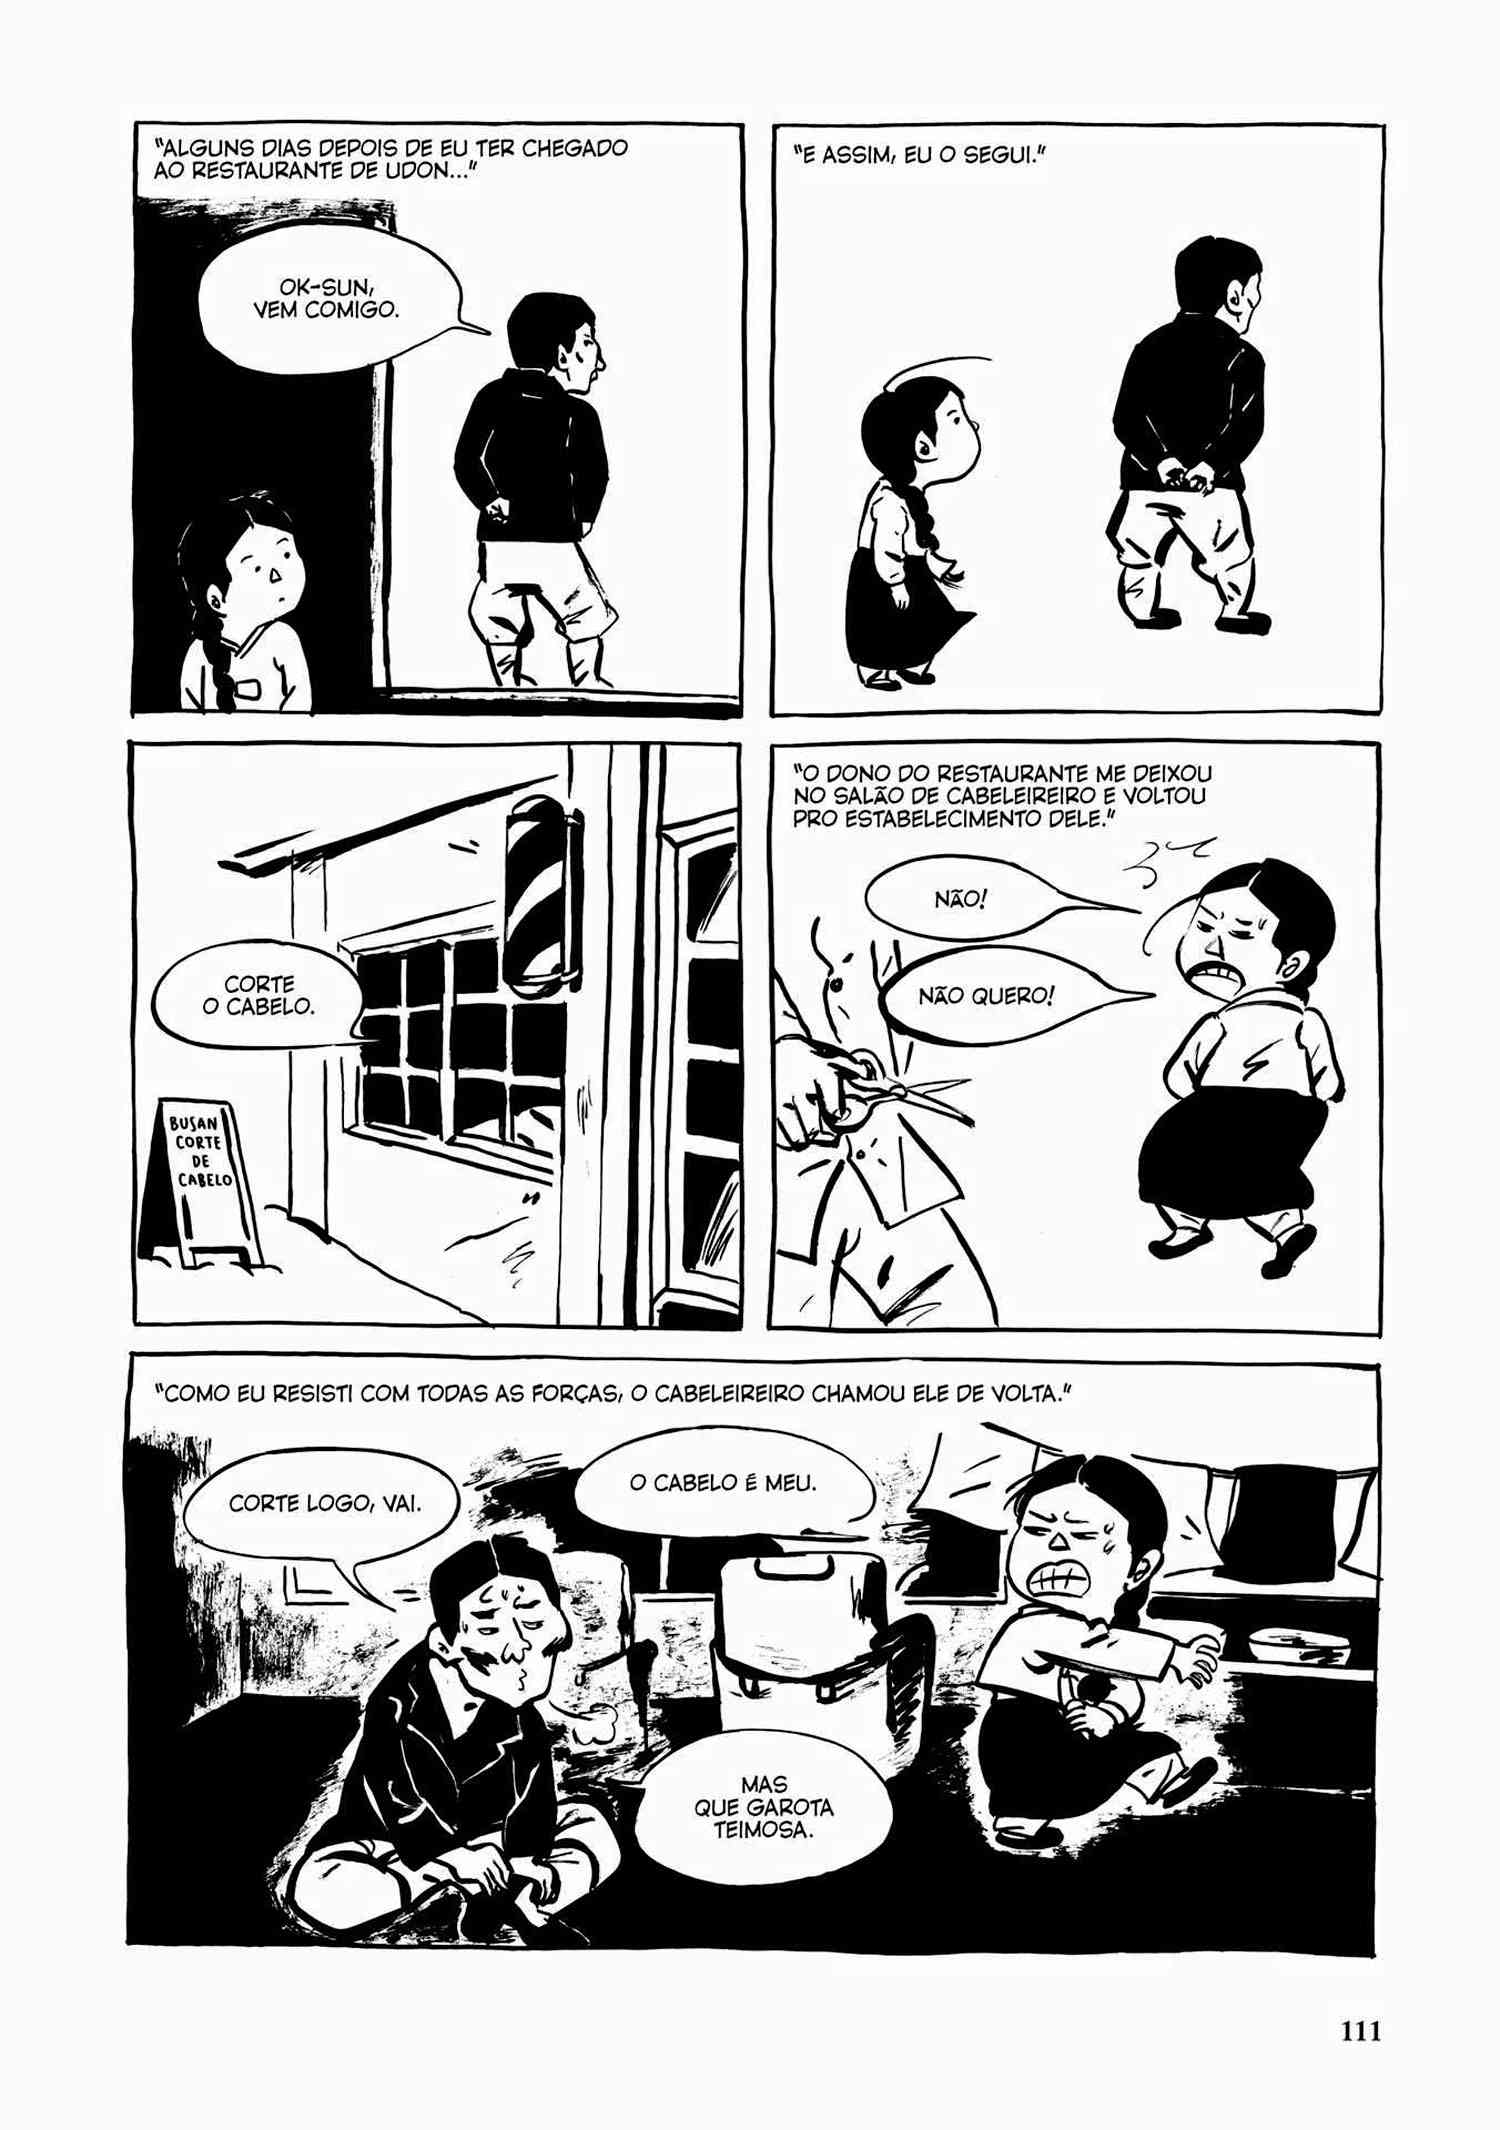 "ALGUNS DIAS DEPOIS DE EU TER CHEGADO
AO RESTAURANTE DE UDON..."
OK-SUN,
VEM COMIGO.
"E ASSIM, EU O SEGUI."
CORTE
O CABELO.
BUSAN
CORTE
DE
CABELO
"O DONO DO RESTAURANTE ME DEIXOU
NO SALÃO DE CABELEIREIRO E VOLTOU
PRO ESTABELECIMENTO DELE."
NÃO!
NÃO QUERO!
"COMO EU RESISTI COM TODAS AS FORÇAS, O CABELEIREIRO CHAMOU ELE DE VOLTA."
CORTE LOGO, VAI.
O CABELO É MEU.
MAS
QUE GAROTA
TEIMOSA.
111